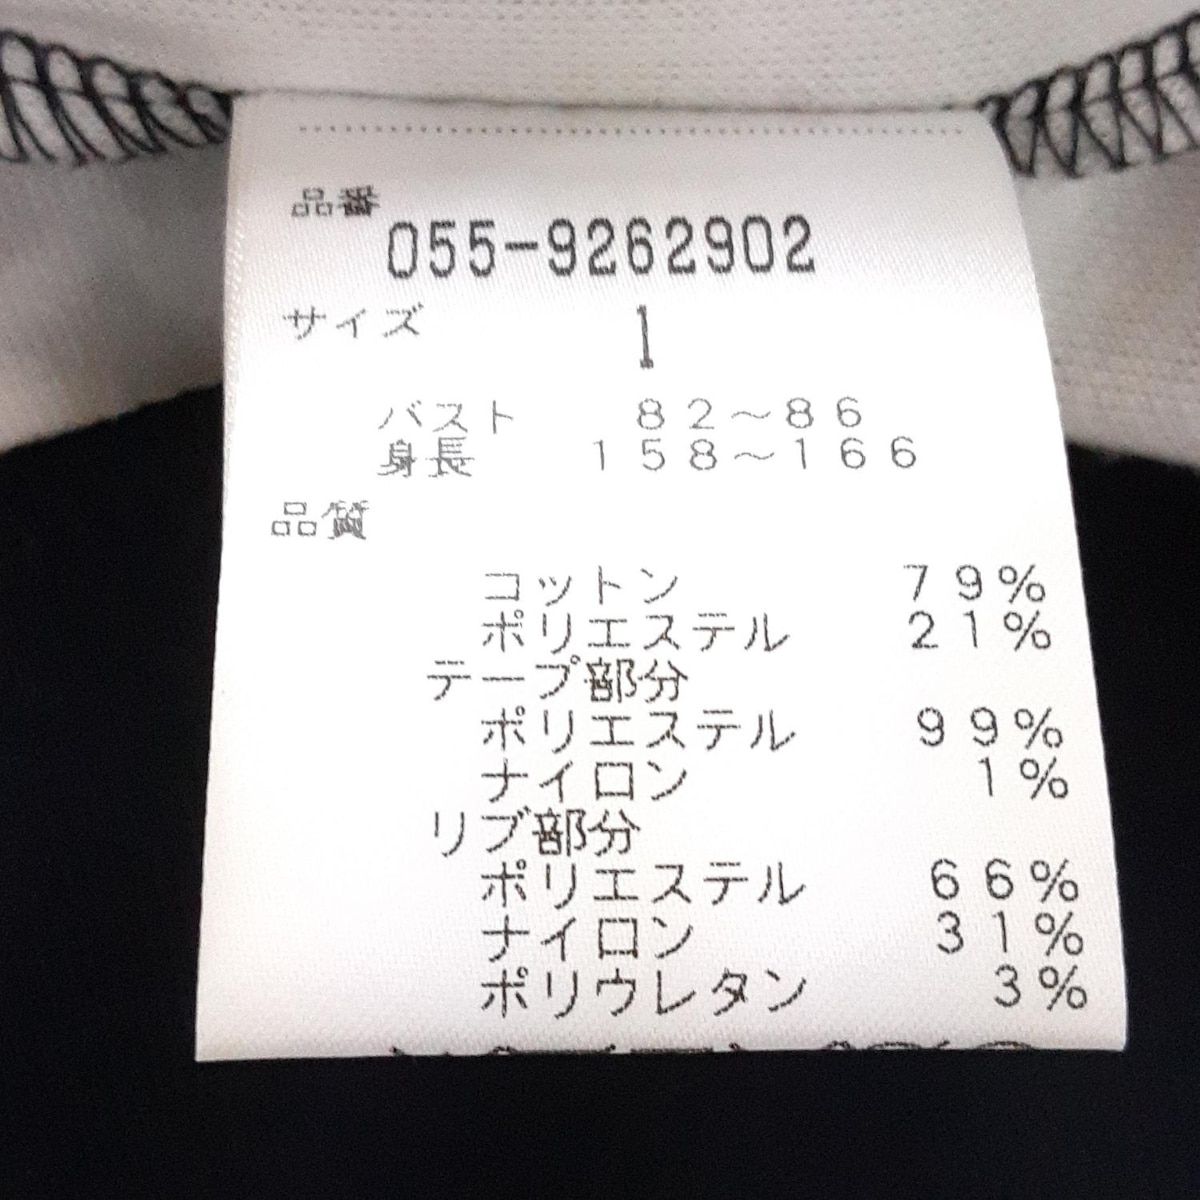 品番
055-9262902
サイズ 1
バスト 82～86
身長 158～166
品質
コットン 79%
ポリエステル 21%
テープ部分
ポリエステル 99%
ナイロン 1%
リブ部分
ポリエステル 66%
ナイロン 31%
ポリウレタン 3%